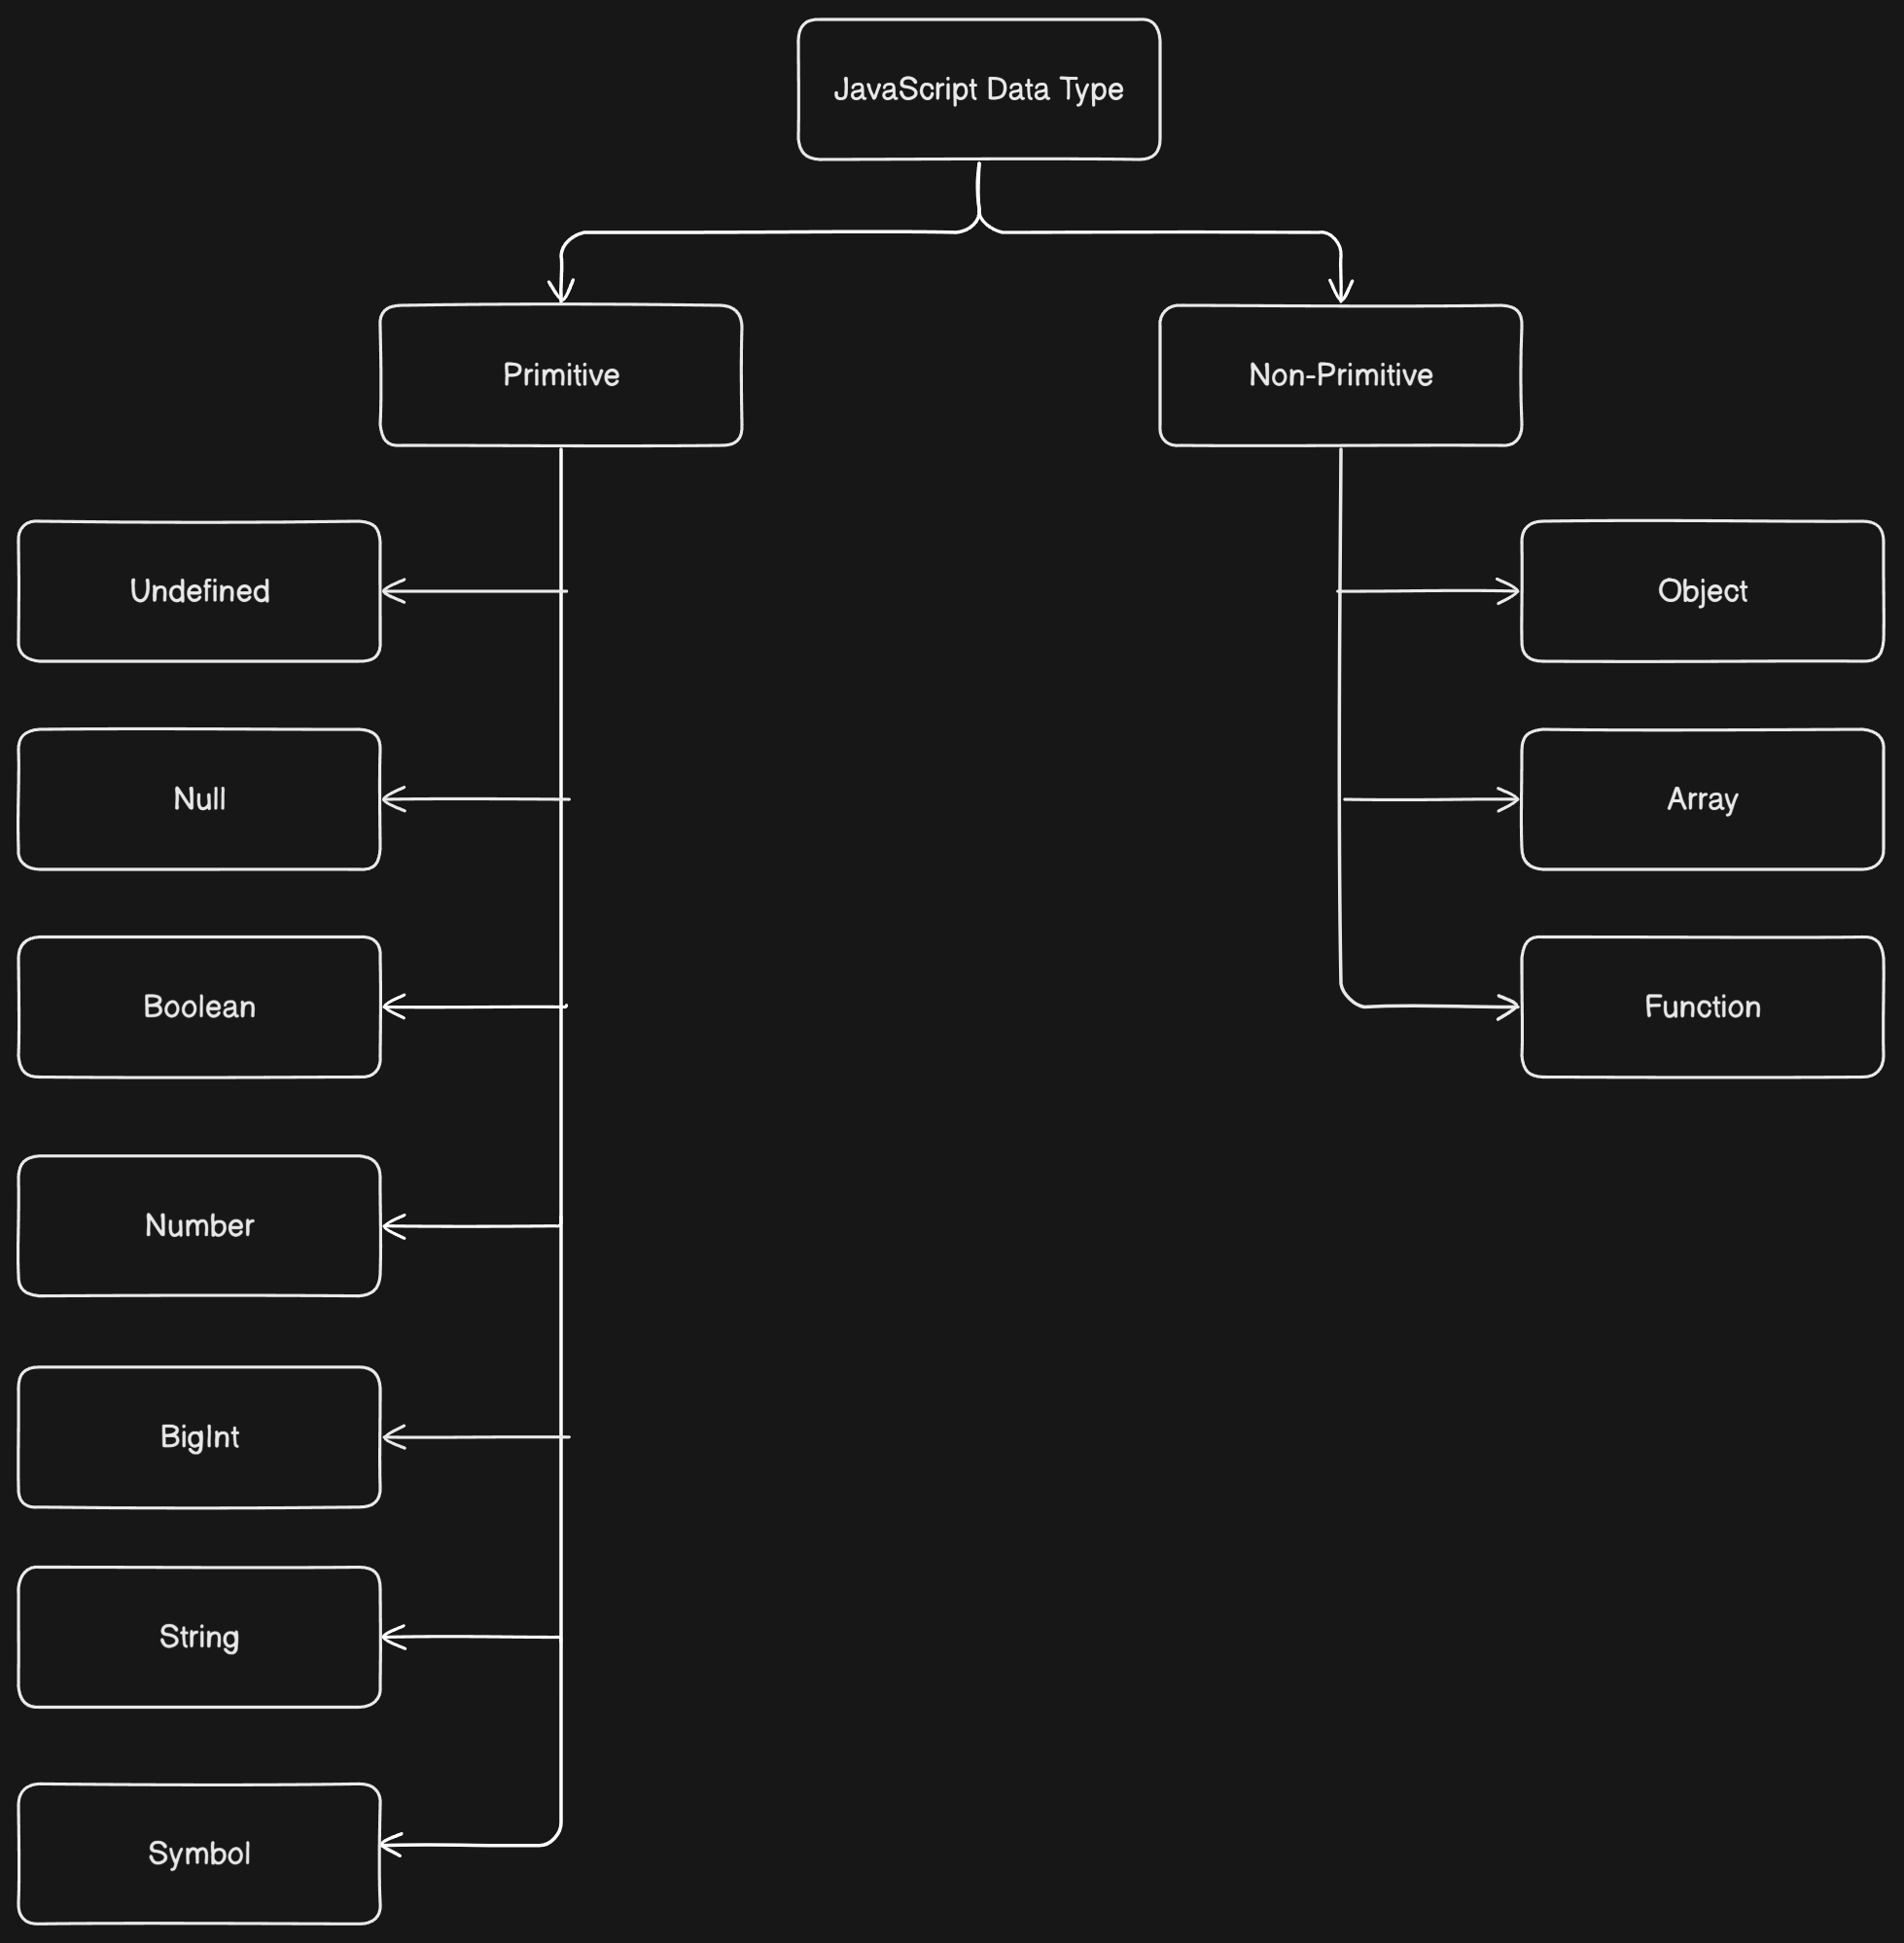 JavaScript Data Type
Primitive
Non-Primitive
Undefined
Object
Null
Array
Boolean
Function
Number
BigInt
String
Symbol